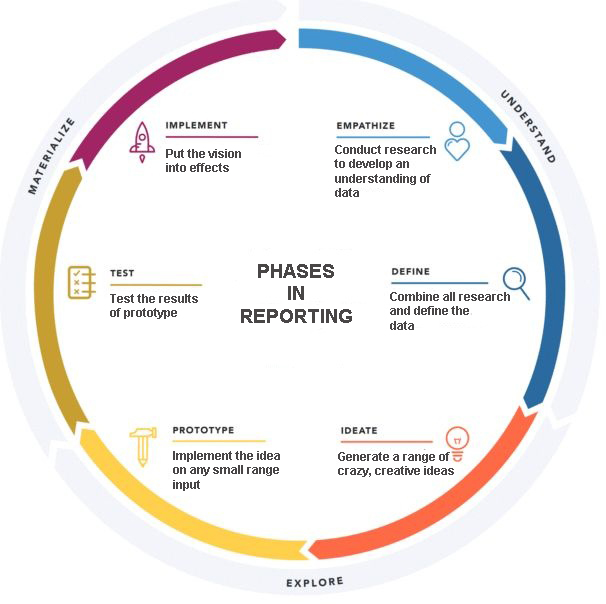 PHASES
IN
REPORTING
UNDERSTAND
EMPATHIZE
Conduct research
to develop an
understanding of
data
DEFINE
Combine all research
and define the
data
EXPLORE
IDEATE
Generate a range of
crazy, creative ideas
PROTOTYPE
Implement the idea
on any small range
input
MATERIALIZE
TEST
Test the results
of prototype
IMPLEMENT
Put the vision
into effects